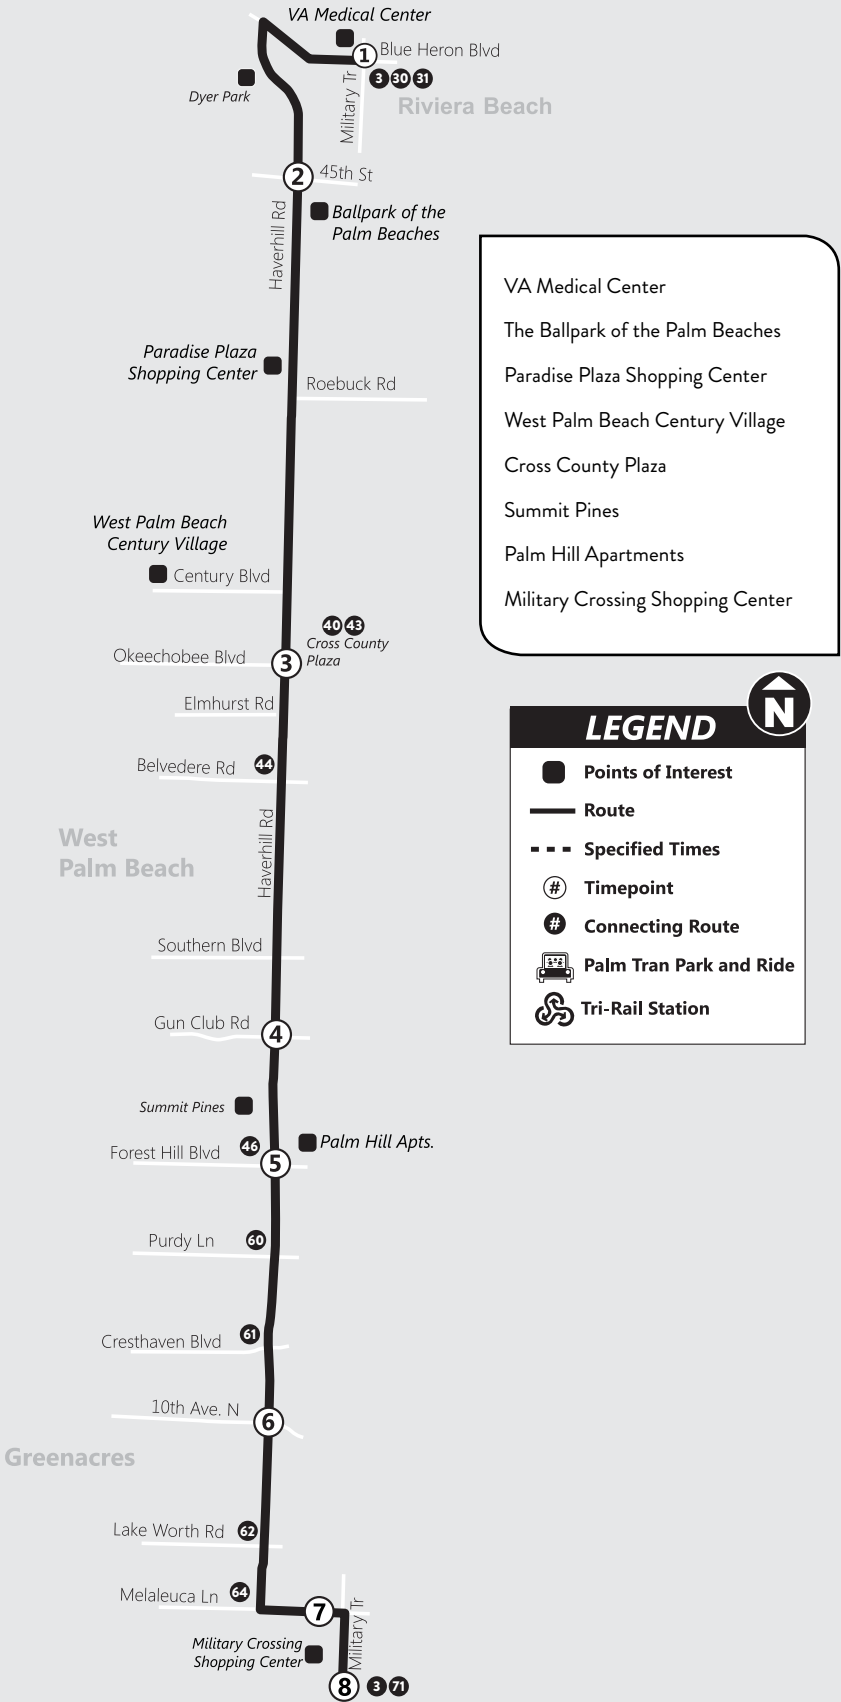 VA Medical Center
1
Blue Heron Blvd
3 30 31
Military Tr
Riviera Beach
Dyer Park
2
45th St
Haverhill Rd
Ballpark of the
Palm Beaches
Paradise Plaza
Shopping Center
Roebuck Rd
West Palm Beach
Century Village
Century Blvd
40 43
Cross County
Plaza
Okeechobee Blvd
3
Elmhurst Rd
Belvedere Rd
44
Haverhill Rd
West
Palm Beach
Southern Blvd
Gun Club Rd
4
Summit Pines
Palm Hill Apts.
Forest Hill Blvd
46
5
Purdy Ln
60
Cresthaven Blvd
61
10th Ave. N
6
Greenacres
Lake Worth Rd
62
Melaleuca Ln
64
7
Military Tr
Military Crossing
Shopping Center
8
3 71
VA Medical Center
The Ballpark of the Palm Beaches
Paradise Plaza Shopping Center
West Palm Beach Century Village
Cross County Plaza
Summit Pines
Palm Hill Apartments
Military Crossing Shopping Center
N
LEGEND
Points of Interest
Route
Specified Times
# Timepoint
# Connecting Route
Palm Tran Park and Ride
Tri-Rail Station